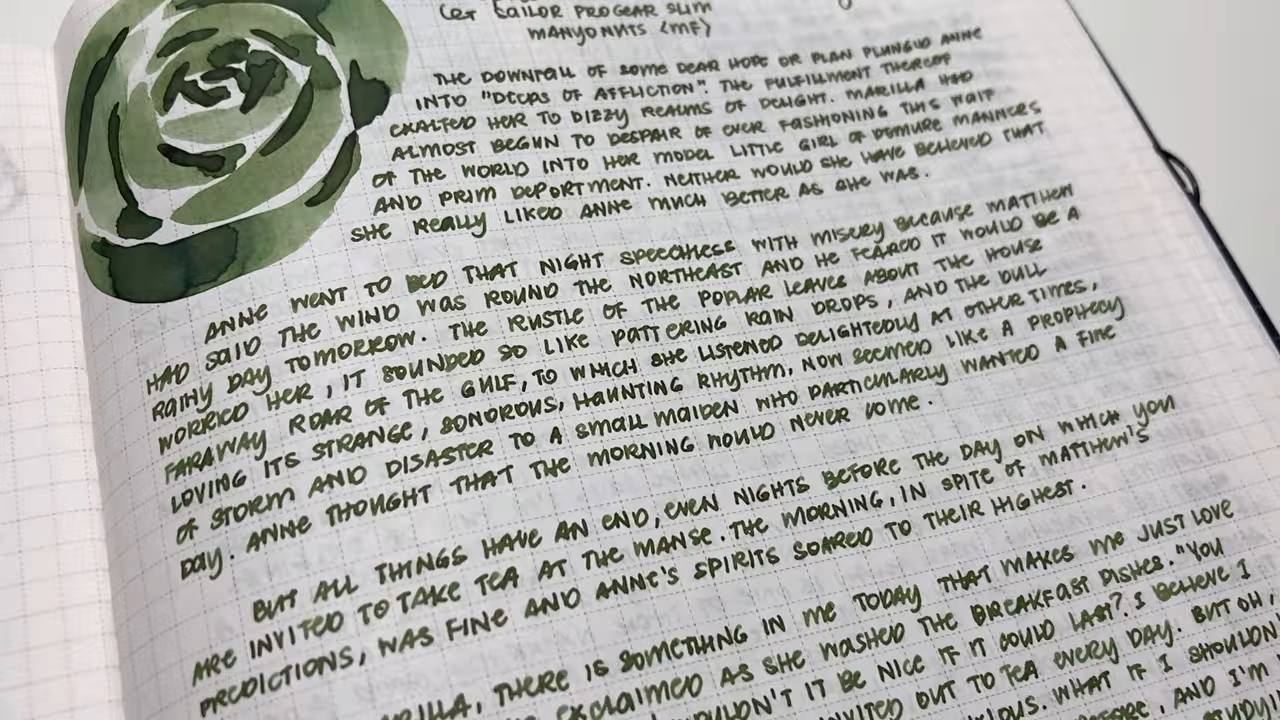 SAILOR PROGEAR SLIM
MANYO NUTS (MF)
THE DOWNFALL OF SOME DEAR HOPE OR PLAN PLUNGED ANNE
INTO "DEEPS OF AFFLICTION". THE FULFILLMENT THEREOF
EXALTED HER TO DIZZY REALMS OF DELIGHT. MARILLA HAD
ALMOST BEGUN TO DESPAIR OF EVER FASHIONING THIS WAIF
OF THE WORLD INTO HER MODEL LITTLE GIRL OF DEMURE MANNERS
AND PRIM DEPORTMENT. NEITHER WOULD SHE HAVE BELIEVED THAT
SHE REALLY LIKED ANNE MUCH BETTER AS SHE WAS.
ANNE WENT TO BED THAT NIGHT SPEECHLESS WITH MISERY BECAUSE MATTHEW
HAD SAID THE WIND WAS ROUND THE NORTHEAST AND HE FEARED IT WOULD BE A
RAINY DAY TOMORROW. THE RUSTLE OF THE POPLAR LEAVES ABOUT THE HOUSE
WORRIED HER, IT SOUNDED SO LIKE PATTERING RAIN DROPS, AND THE DULL
FARAWAY ROAR OF THE GULF, TO WHICH SHE LISTENED DELIGHTEDLY AT OTHER TIMES,
LOVING ITS STRANGE, SONOROUS, HAUNTING RHYTHM, NOW SEEMED LIKE A PROPHECY
OF STORM AND DISASTER TO A SMALL MAIDEN WHO PARTICULARLY WANTED A FINE
DAY. ANNE THOUGHT THAT THE MORNING WOULD NEVER COME.
BUT ALL THINGS HAVE AN END, EVEN NIGHTS BEFORE THE DAY ON WHICH YOU
ARE INVITED TO TAKE TEA AT THE MANSE. THE MORNING, IN SPITE OF MATTHEW'S
PREDICTIONS, WAS FINE AND ANNE'S SPIRITS SOARED TO THEIR HIGHEST.
RILLA, THERE IS SOMETHING IN ME TODAY THAT MAKES ME JUST LOVE
EXCLAIMED AS SHE WASHED THE BREAKFAST DISHES. "YOU
OULDN'T IT BE NICE IF IT COULD LAST? I BELIEVE I
INVITED OUT TO TEA EVERY DAY. BUT OH,
IOUS. WHAT IF I SHOULDN
EFORE, AND I'M